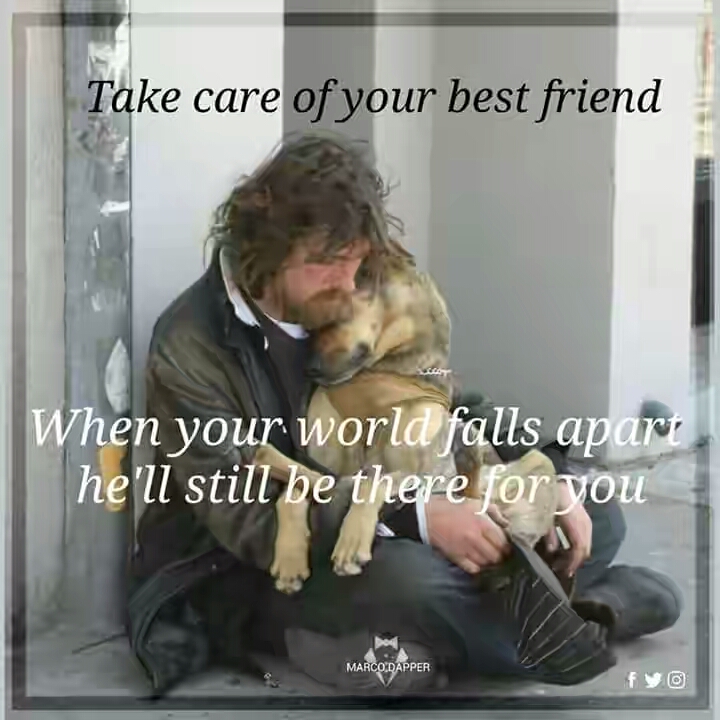 Take care of your best friend
When your world falls apart
he'll still be there for you
MARCO DAPPER